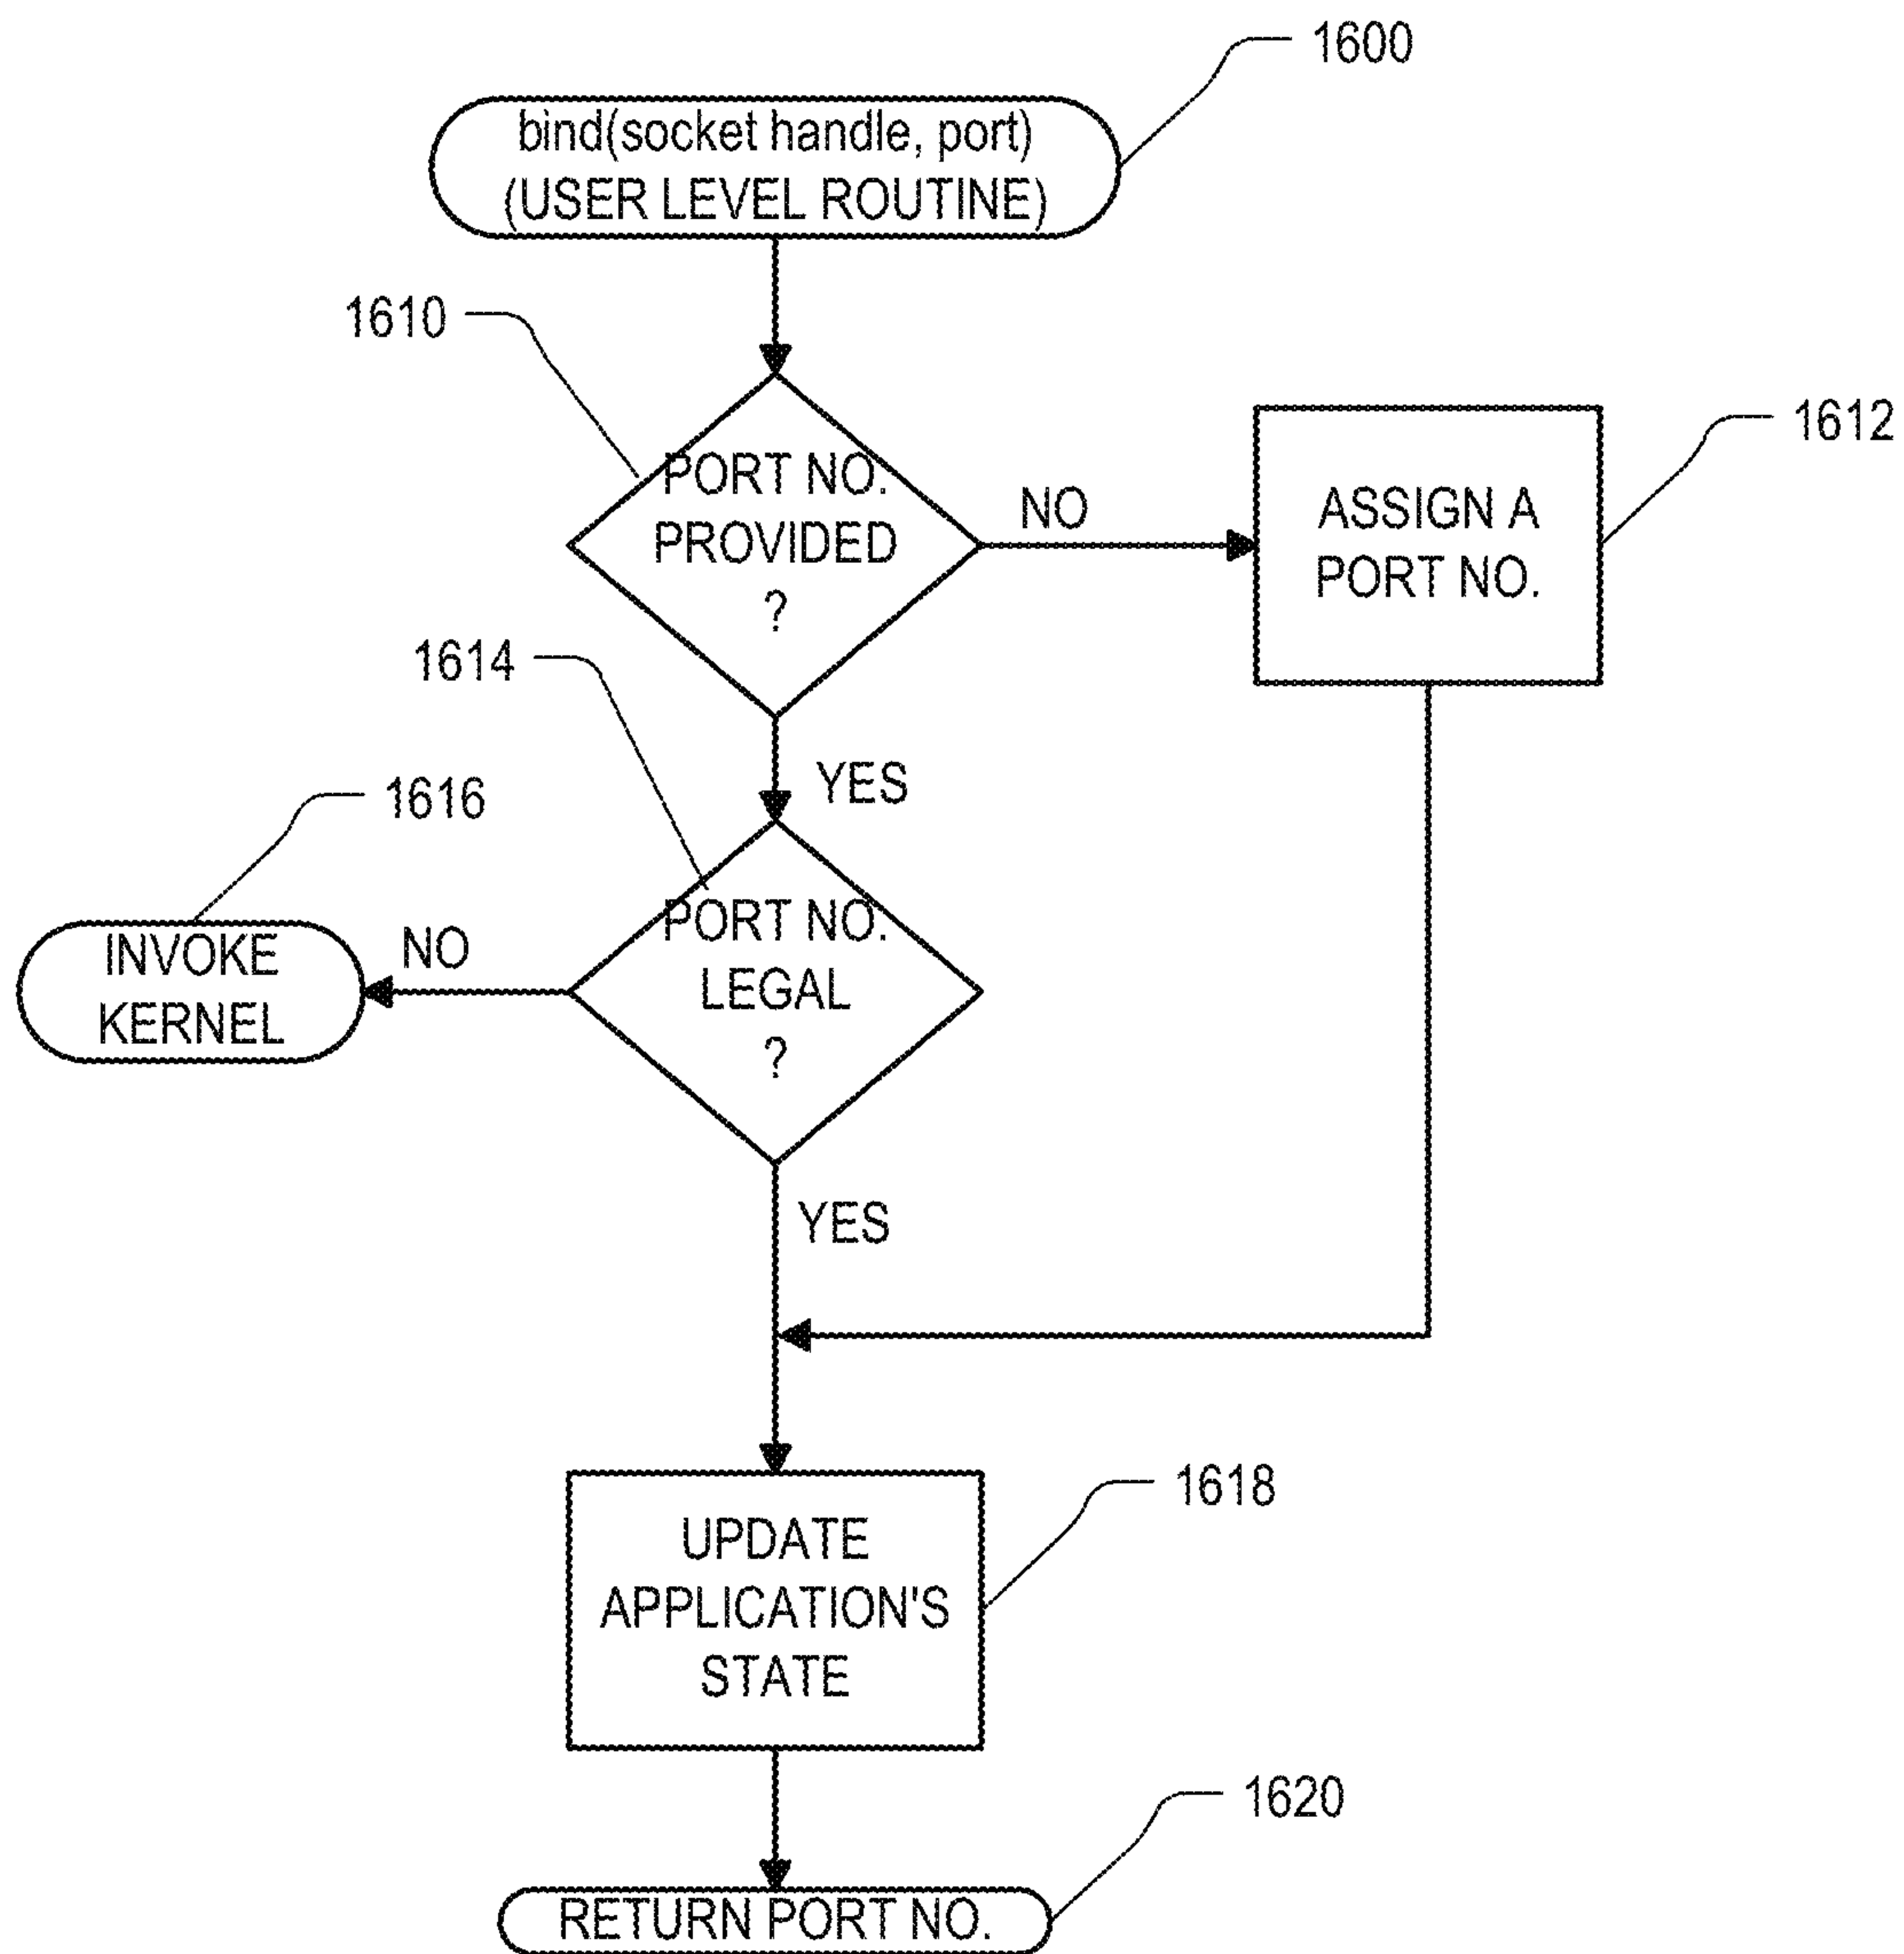 1600
bind(socket handle, port)
(USER LEVEL ROUTINE)
1610
PORT NO.
PROVIDED
?
NO
ASSIGN A
PORT NO.
1612
1614
YES
1616
PORT NO.
LEGAL
?
NO
INVOKE
KERNEL
YES
1618
UPDATE
APPLICATION'S
STATE
1620
RETURN PORT NO.